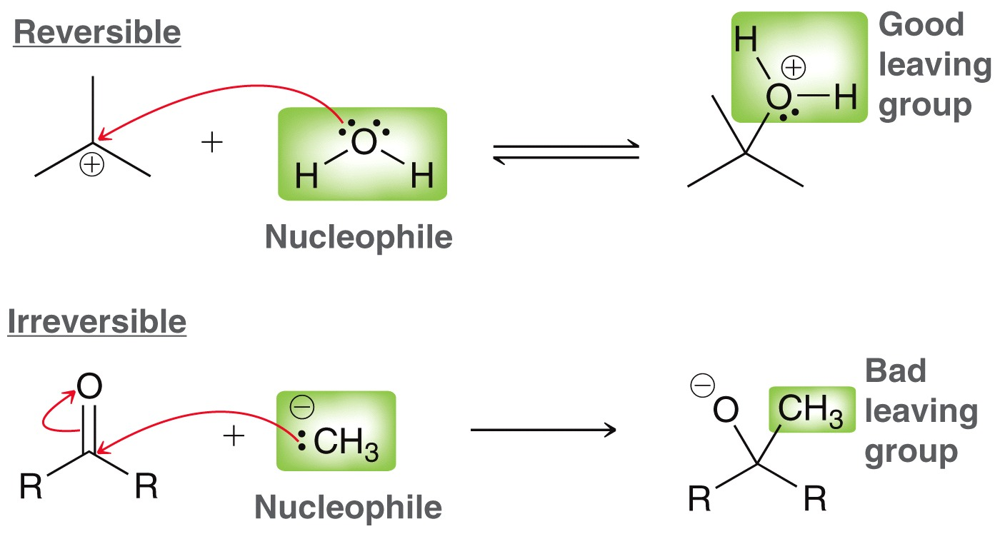 Reversible
+
+
O
H H
Nucleophile
H
+
O H
Good
leaving
group
Irreversible
O
R R
+
−
:CH3
Nucleophile
−
O CH3
R R
Bad
leaving
group